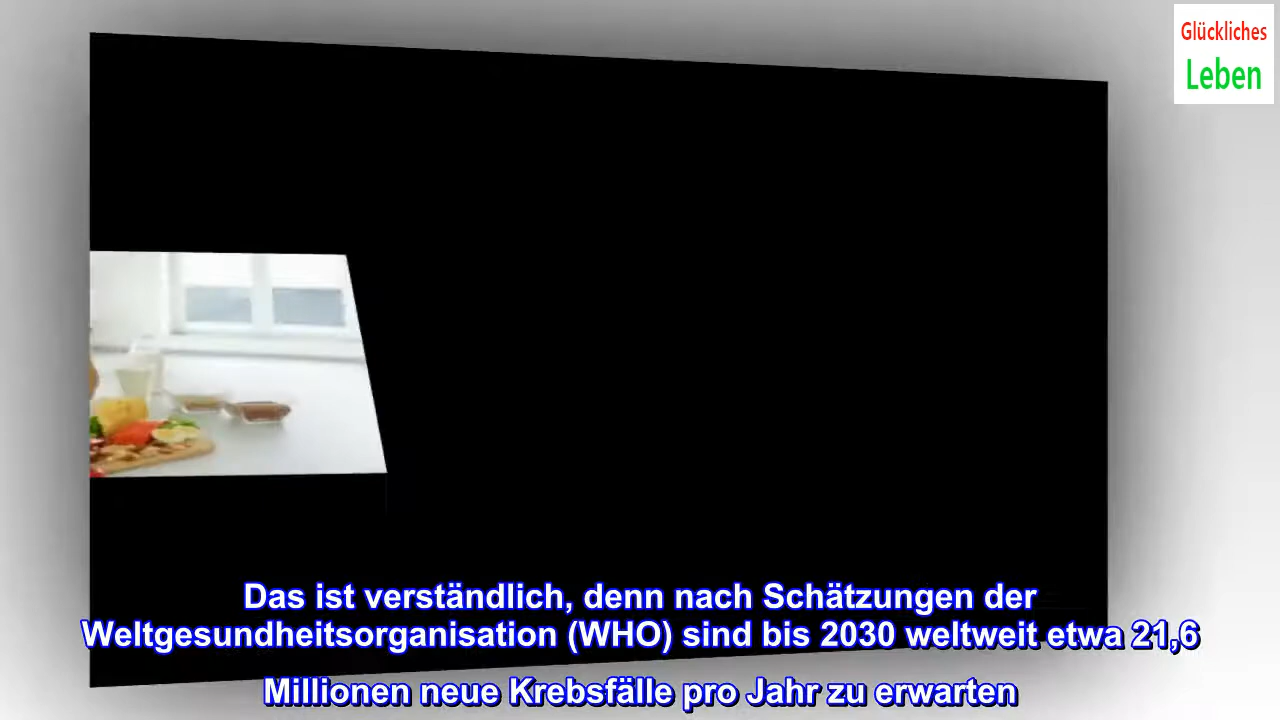 Glückliches
Leben
Das ist verständlich, denn nach Schätzungen der
Weltgesundheitsorganisation (WHO) sind bis 2030 weltweit etwa 21,6
Millionen neue Krebsfälle pro Jahr zu erwarten